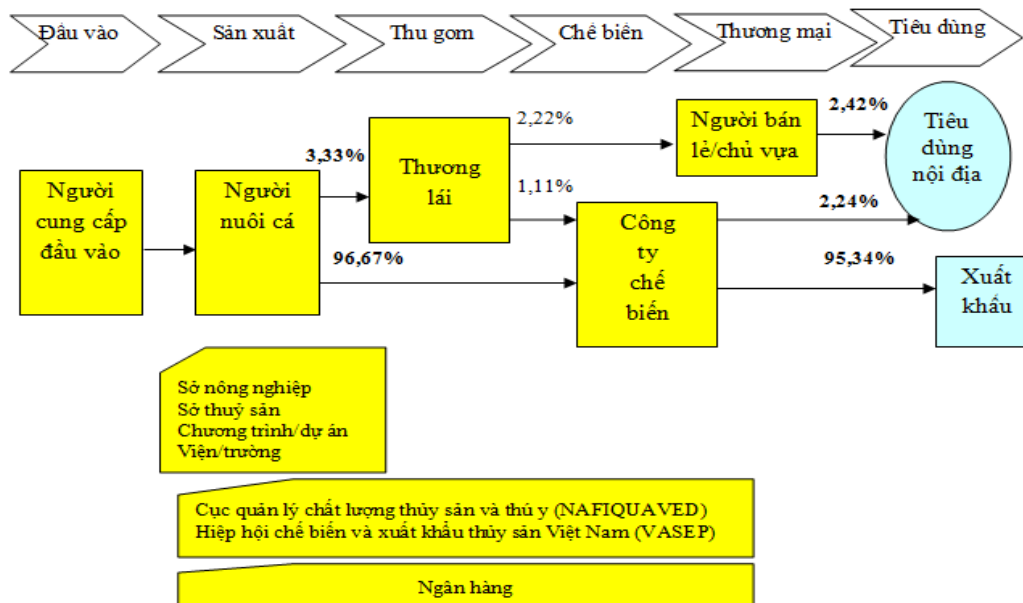 Đầu vào
Sản xuất
Thu gom
Chế biến
Thương mại
Tiêu dùng
Người
cung cấp
đầu vào
Người
nuôi cá
3,33%
96,67%
Thương
lái
2,22%
1,11%
Người bán
lẻ/chủ vựa
Công
ty
chế
biến
2,42%
2,24%
95,34%
Tiêu
dùng
nội địa
Xuất
khẩu
Sở nông nghiệp
Sở thuỷ sản
Chương trình/dự án
Viện/trường
Cục quản lý chất lượng thủy sản và thú y (NAFIQUAVED)
Hiệp hội chế biến và xuất khẩu thủy sản Việt Nam (VASEP)
Ngân hàng